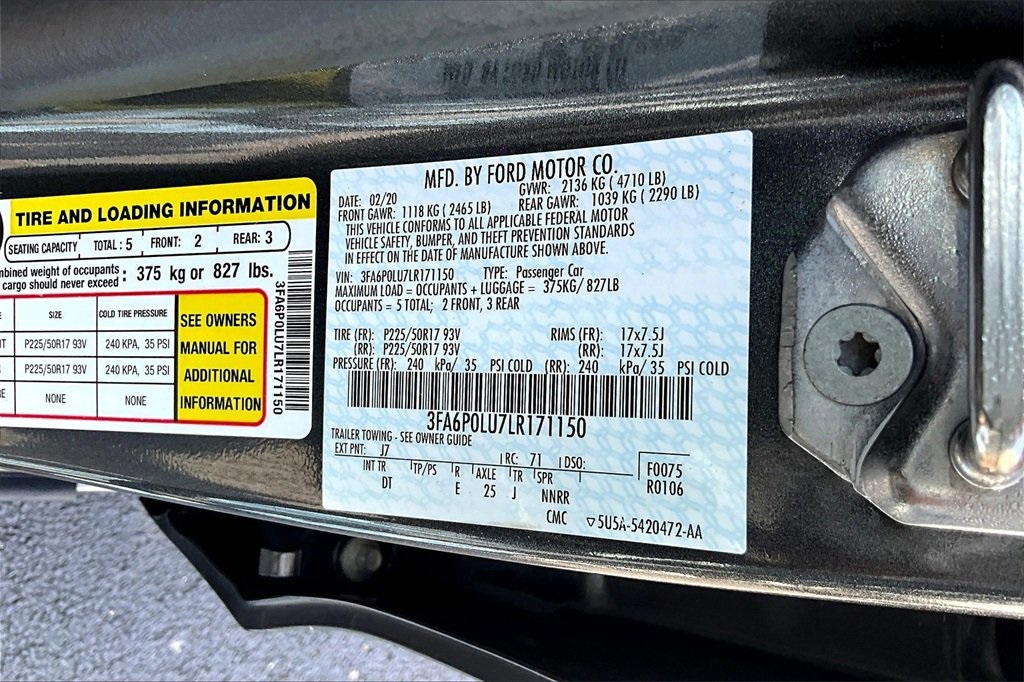 TIRE AND LOADING INFORMATION
SEATING CAPACITY TOTAL : 5 FRONT: 2 REAR: 3
mbined weight of occupants
cargo should never exceed : 375 kg or 827 lbs.
SIZE COLD TIRE PRESSURE
P225/50R17 93V 240 KPA, 35 PSI
P225/50R17 93V 240 KPA, 35 PSI
NONE NONE
SEE OWNERS
MANUAL FOR
ADDITIONAL
INFORMATION
3FA6P0LU7LR171150
MFD. BY FORD MOTOR CO.
DATE: 02/20 GVWR: 2136 KG ( 4710 LB)
FRONT GAWR: 1118 KG ( 2465 LB) REAR GAWR: 1039 KG ( 2290 LB)
THIS VEHICLE CONFORMS TO ALL APPLICABLE FEDERAL MOTOR
VEHICLE SAFETY, BUMPER, AND THEFT PREVENTION STANDARDS
IN EFFECT ON THE DATE OF MANUFACTURE SHOWN ABOVE.
VIN: 3FA6P0LU7LR171150 TYPE: Passenger Car
MAXIMUM LOAD = OCCUPANTS + LUGGAGE = 375KG/ 827LB
OCCUPANTS = 5 TOTAL; 2 FRONT, 3 REAR
TIRE (FR): P225/50R17 93V RIMS (FR): 17x7.5J
(RR): P225/50R17 93V (RR): 17x7.5J
PRESSURE (FR): 240 kPa/ 35 PSI COLD (RR): 240 kPa/ 35 PSI COLD
3FA6P0LU7LR171150
TRAILER TOWING - SEE OWNER GUIDE
EXT PNT: J7 RC: 71 DSO: F0075
INT TR TP/PS R AXLE TR SPR R0106
DT E 25 J NNRR
CMC ▽5U5A-5420472-AA